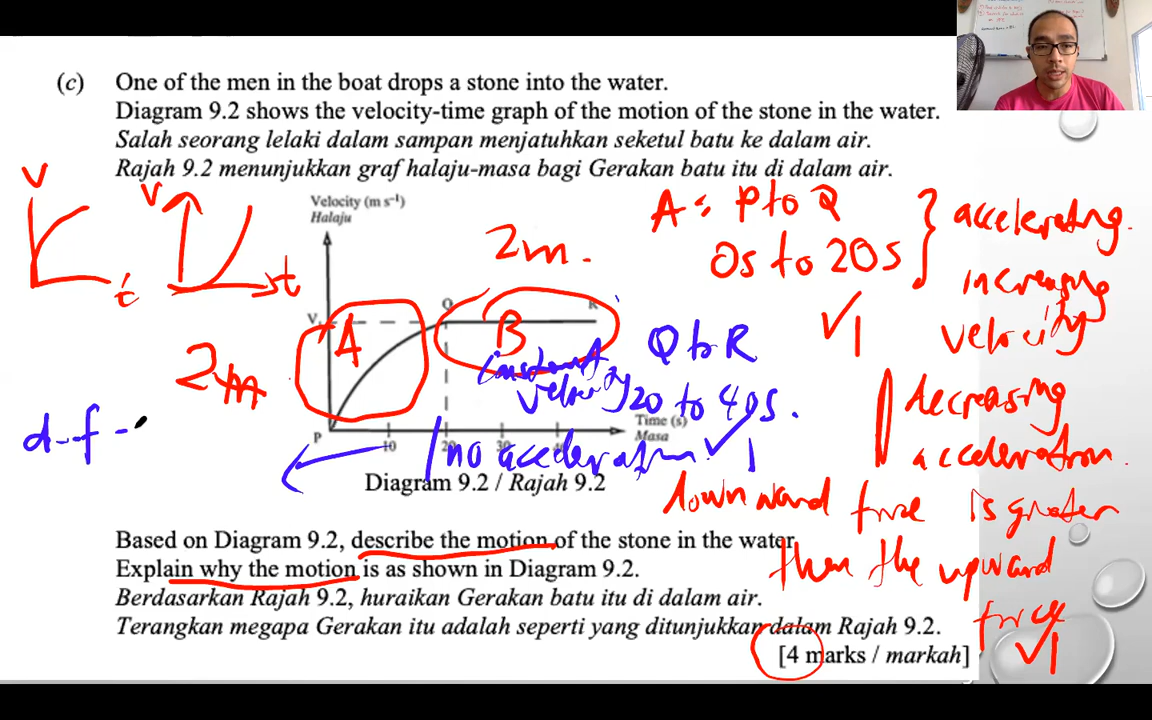 (c) One of the men in the boat drops a stone into the water.
Diagram 9.2 shows the velocity-time graph of the motion of the stone in the water.
Salah seorang lelaki dalam sampan menjatuhkan seketul batu ke dalam air.
Rajah 9.2 menunjukkan graf halaju-masa bagi Gerakan batu itu di dalam air.
V
t
V
t
Velocity (m s⁻¹)
Halaju
V
Q
R
P
10
20
30
Time (s)
Masa
A
B
2m
2m.
A: P to Q
0s to 20s
accelerating.
increasing
velocity
√1
decreasing
acceleration.
downward force is greater
than the upward
force
√1
Q to R
constant
velocity
20 to 40s.
no acceleration √1
d-f -
Diagram 9.2 / Rajah 9.2
Based on Diagram 9.2, describe the motion of the stone in the water.
Explain why the motion is as shown in Diagram 9.2.
Berdasarkan Rajah 9.2, huraikan Gerakan batu itu di dalam air.
Terangkan megapa Gerakan itu adalah seperti yang ditunjukkan dalam Rajah 9.2.
[4 marks / markah]